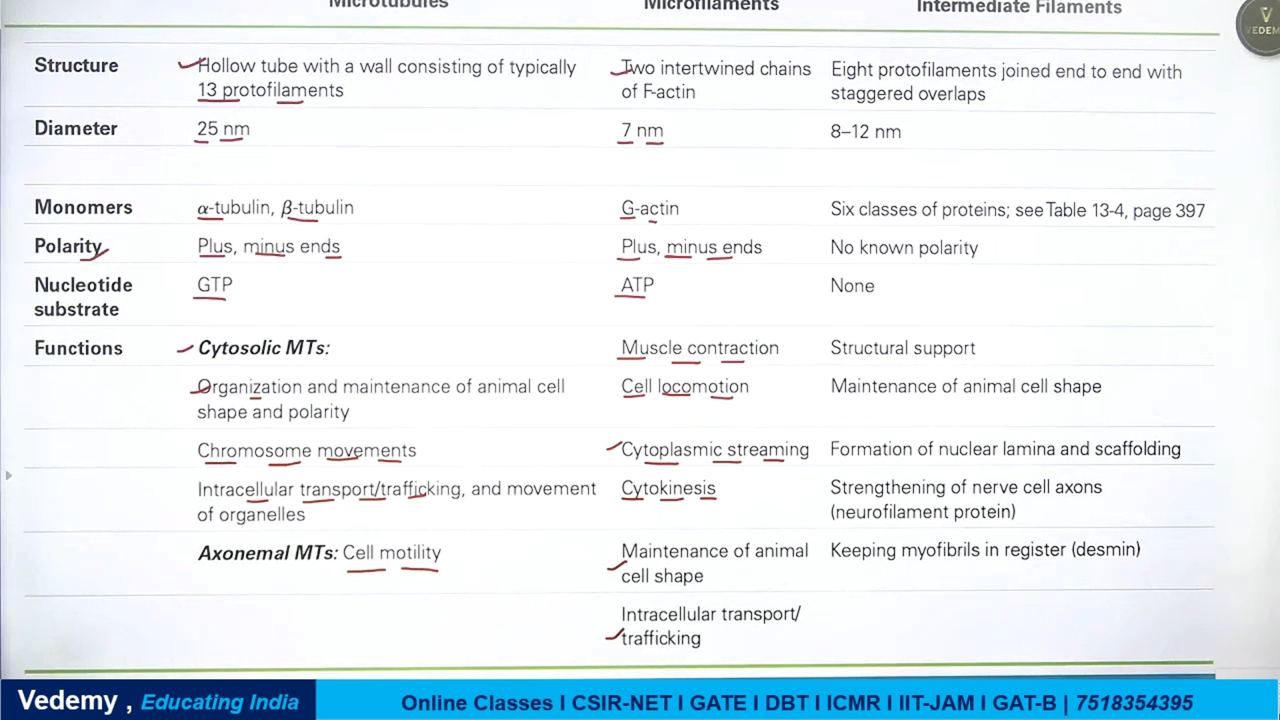 Microtubules Microfilaments Intermediate Filaments
VEDEM
Structure Hollow tube with a wall consisting of typically Two intertwined chains Eight protofilaments joined end to end with
13 protofilaments of F-actin staggered overlaps
Diameter 25 nm 7 nm 8–12 nm
Monomers α-tubulin, β-tubulin G-actin Six classes of proteins; see Table 13-4, page 397
Polarity Plus, minus ends Plus, minus ends No known polarity
Nucleotide GTP ATP None
substrate
Functions Cytosolic MTs: Muscle contraction Structural support
Organization and maintenance of animal cell Cell locomotion Maintenance of animal cell shape
shape and polarity
Chromosome movements Cytoplasmic streaming Formation of nuclear lamina and scaffolding
Intracellular transport/trafficking, and movement Cytokinesis Strengthening of nerve cell axons
of organelles (neurofilament protein)
Axonemal MTs: Cell motility Maintenance of animal Keeping myofibrils in register (desmin)
cell shape
Intracellular transport/
trafficking
Vedemy , Educating India Online Classes I CSIR-NET I GATE I DBT I ICMR I IIT-JAM I GAT-B | 7518354395